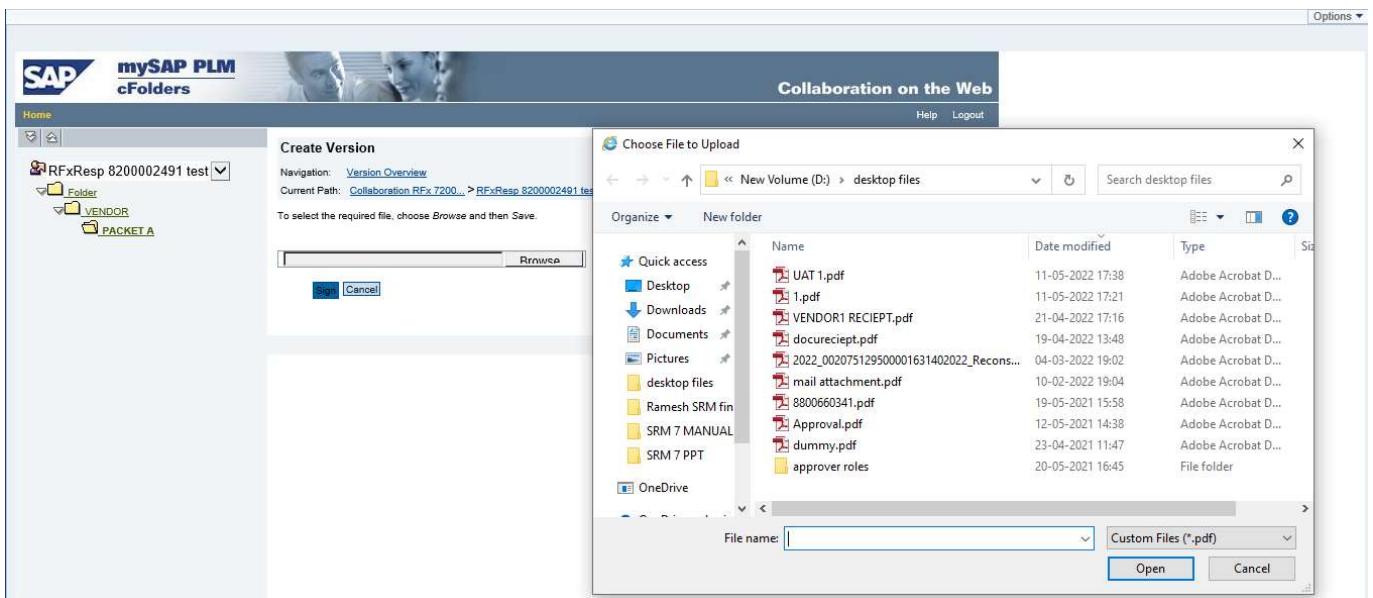 Options
SAP mySAP PLM
cFolders
Collaboration on the Web
Home
Help Logout
RFxResp 8200002491 test
Folder
VENDOR
PACKET A
Create Version
Navigation: Version Overview
Current Path: Collaboration RFx 7200... > RFxResp 8200002491 tes
To select the required file, choose Browse and then Save.
Browse...
Sign Cancel
Choose File to Upload
« New Volume (D:) › desktop files
Search desktop files
Organize New folder
Name Date modified Type Siz
Quick access
Desktop
Downloads
Documents
Pictures
desktop files
Ramesh SRM fin
SRM 7 MANUAL
SRM 7 PPT
OneDrive
UAT 1.pdf 11-05-2022 17:38 Adobe Acrobat D...
1.pdf 11-05-2022 17:21 Adobe Acrobat D...
VENDOR1 RECIEPT.pdf 21-04-2022 17:16 Adobe Acrobat D...
docureciept.pdf 19-04-2022 13:48 Adobe Acrobat D...
2022_002075129500001631402022_Recons... 04-03-2022 19:02 Adobe Acrobat D...
mail attachment.pdf 10-02-2022 19:04 Adobe Acrobat D...
8800660341.pdf 19-05-2021 15:58 Adobe Acrobat D...
Approval.pdf 12-05-2021 14:38 Adobe Acrobat D...
dummy.pdf 23-04-2021 11:47 Adobe Acrobat D...
approver roles 20-05-2021 16:45 File folder
File name: Custom Files (*.pdf)
Open Cancel